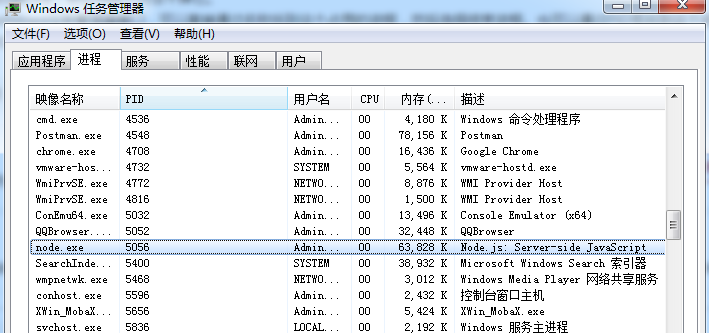 Windows 任务管理器
文件(F) 选项(O) 查看(V) 帮助(H)
应用程序 进程 服务 性能 联网 用户
映像名称 PID 用户名 CPU 内存(... 描述
cmd.exe 4536 Admin... 00 4,180 K Windows 命令处理程序
Postman.exe 4548 Admin... 00 78,156 K Postman
chrome.exe 4708 Admin... 00 16,436 K Google Chrome
vmware-hos... 4732 SYSTEM 00 5,564 K vmware-hostd.exe
WmiPrvSE.exe 4772 NETWO... 00 8,876 K WMI Provider Host
WmiPrvSE.exe 4816 NETWO... 00 1,500 K WMI Provider Host
ConEmu64.exe 5032 Admin... 00 13,496 K Console Emulator (x64)
QQBrowser... 5052 Admin... 00 32,448 K QQBrowser
node.exe 5056 Admin... 00 63,828 K Node.js: Server-side JavaScript
SearchInde... 5400 SYSTEM 00 38,932 K Microsoft Windows Search 索引器
wmpnetwk.exe 5468 NETWO... 00 3,012 K Windows Media Player 网络共享服务
conhost.exe 5596 Admin... 00 2,432 K 控制台窗口主机
XWin_MobaX... 5656 Admin... 00 5,424 K XWin_MobaX.exe
svchost.exe 5836 LOCAL... 00 2,192 K Windows 服务主进程